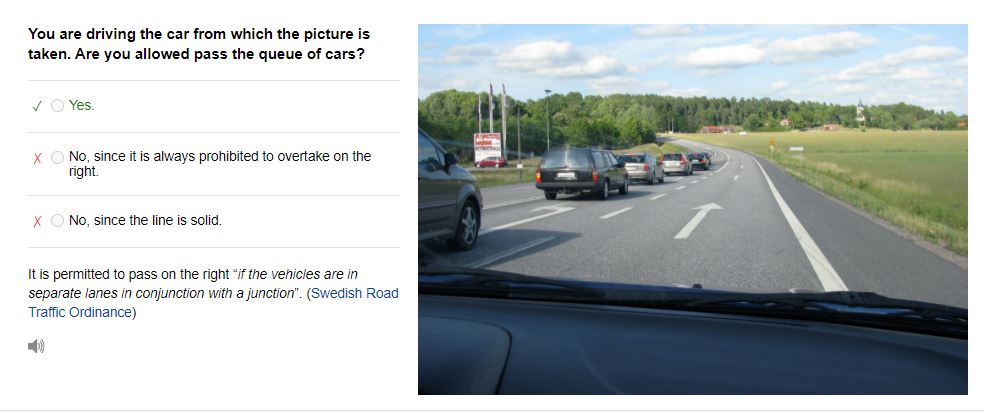 You are driving the car from which the picture is
taken. Are you allowed pass the queue of cars?
Yes.
No, since it is always prohibited to overtake on the
right.
No, since the line is solid.
It is permitted to pass on the right “if the vehicles are in
separate lanes in conjunction with a junction”. (Swedish Road
Traffic Ordinance)